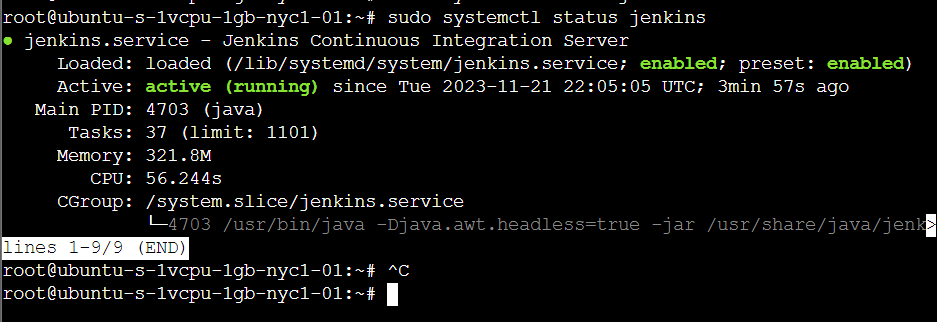 root@ubuntu-s-1vcpu-1gb-nyc1-01:~# sudo systemctl status jenkins
● jenkins.service – Jenkins Continuous Integration Server
     Loaded: loaded (/lib/systemd/system/jenkins.service; enabled; preset: enabled)
     Active: active (running) since Tue 2023-11-21 22:05:05 UTC; 3min 57s ago
   Main PID: 4703 (java)
      Tasks: 37 (limit: 1101)
     Memory: 321.8M
        CPU: 56.244s
     CGroup: /system.slice/jenkins.service
             └─4703 /usr/bin/java -Djava.awt.headless=true -jar /usr/share/java/jenk>
lines 1-9/9 (END)
root@ubuntu-s-1vcpu-1gb-nyc1-01:~# ^C
root@ubuntu-s-1vcpu-1gb-nyc1-01:~#